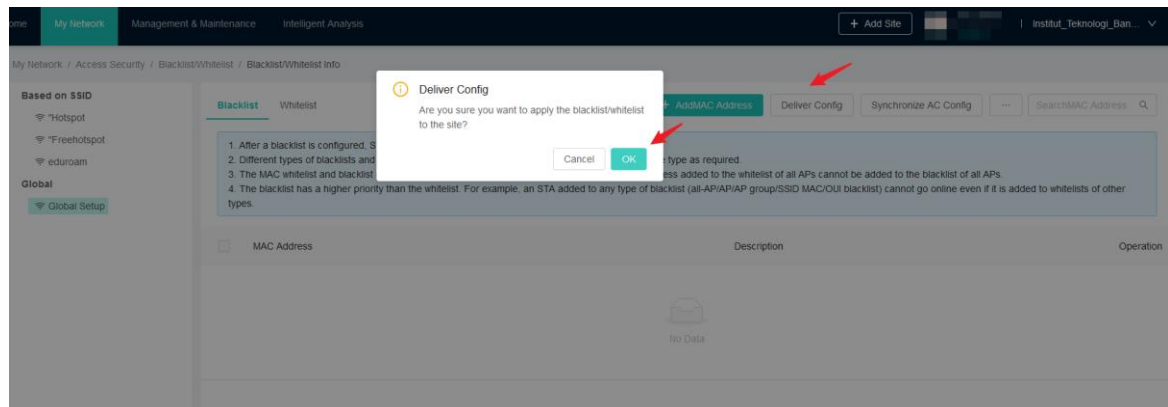 ome My Network Management & Maintenance Intelligent Analysis + Add Site | Institut_Teknologi_Ban... 
My Network / Access Security / Blacklist/Whitelist / Blacklist/Whitelist Info
Based on SSID
"Hotspot
"Freehotspot
eduroam
Global
Global Setup
Blacklist Whitelist
+ AddMAC Address Deliver Config Synchronize AC Config ... SearchMAC Address
Deliver Config
Are you sure you want to apply the blacklist/whitelist
to the site?
Cancel OK
1. After a blacklist is configured, S
2. Different types of blacklists and e type as required.
3. The MAC whitelist and blacklist ess added to the whitelist of all APs cannot be added to the blacklist of all APs.
4. The blacklist has a higher priority than the whitelist. For example, an STA added to any type of blacklist (all-AP/AP/AP group/SSID MAC/OUI blacklist) cannot go online even if it is added to whitelists of other
types.
MAC Address Description Operation
No Data